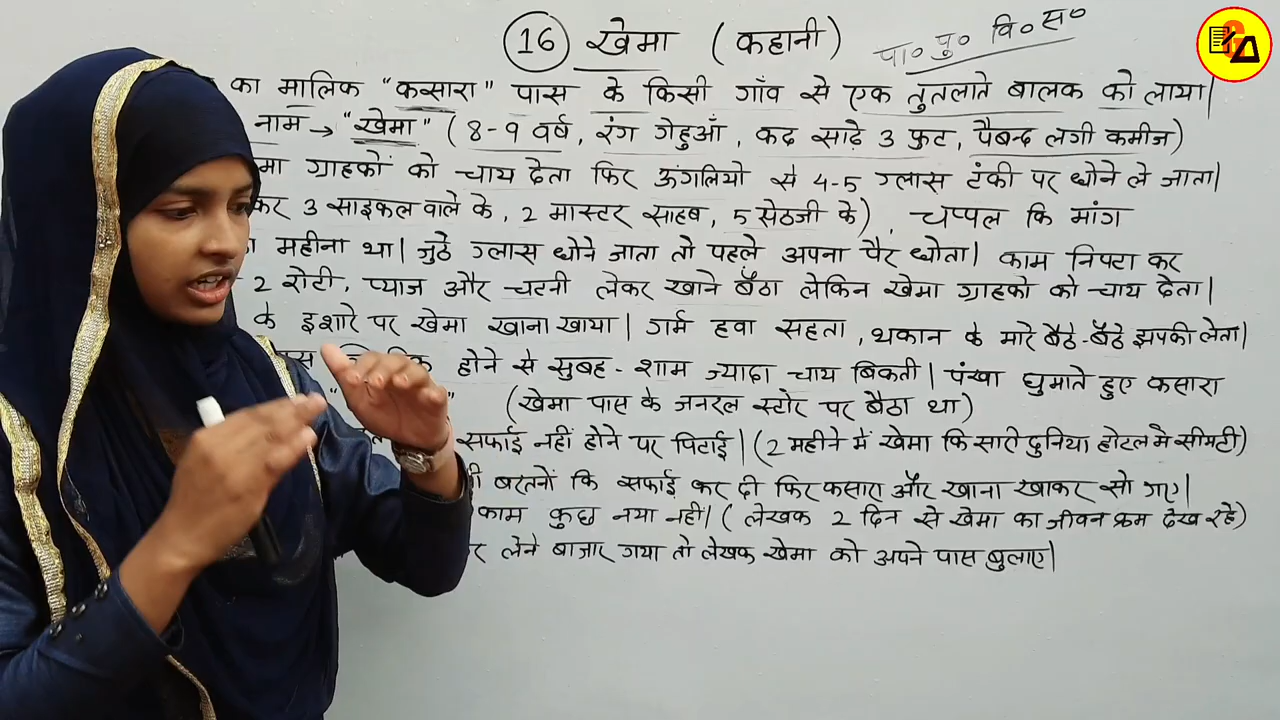 16 खेमा (कहानी) पा० पु० वि० स०
का मालिक "कसारा" पास के किसी गाँव से एक तुतलाते बालक को लाया|
नाम → "खेमा" (8-9 वर्ष, रंग गेहुआँ, कद साढे 3 फुट, पैबन्द लगी कमीज)
मा ग्राहकों को चाय देता फिर ऊंगलियो से 4-5 ग्लास टंकी पर धोने ले जाता|
कर 3 साइकल वाले के, 2 मास्टर साहब, 5 सेठजी के) चप्पल कि मांग
महीना था| जुठे ग्लास धोने जाता तो पहले अपना पैर धोता| काम निपटा कर
2 रोटी, प्याज और चटनी लेकर खाने बैठा लेकिन खेमा ग्राहको को चाय देता|
के इशारे पर खेमा खाना खाया| गर्म हवा सहता, थकान के मारे बैठे-बैठे झपकी लेता|
होने से सुबह - शाम ज्यादा चाय बिकती| पंखा घुमाते हुए कसारा
" (खेमा पास के जनरल स्टोर पर बैठा था)
सफाई नहीं होने पर पिटाई| (2 महीने में खेमा कि सारी दुनिया होटल मे सीमटी)
बरतनों कि सफाई कर दी फिर कसारा और खाना खाकर सो गए|
काम कुछ नया नहीं| ( लेखक 2 दिन से खेमा का जीवन क्रम देख रहे)
लेने बाजार गया तो लेखक खेमा को अपने पास बुलाए|